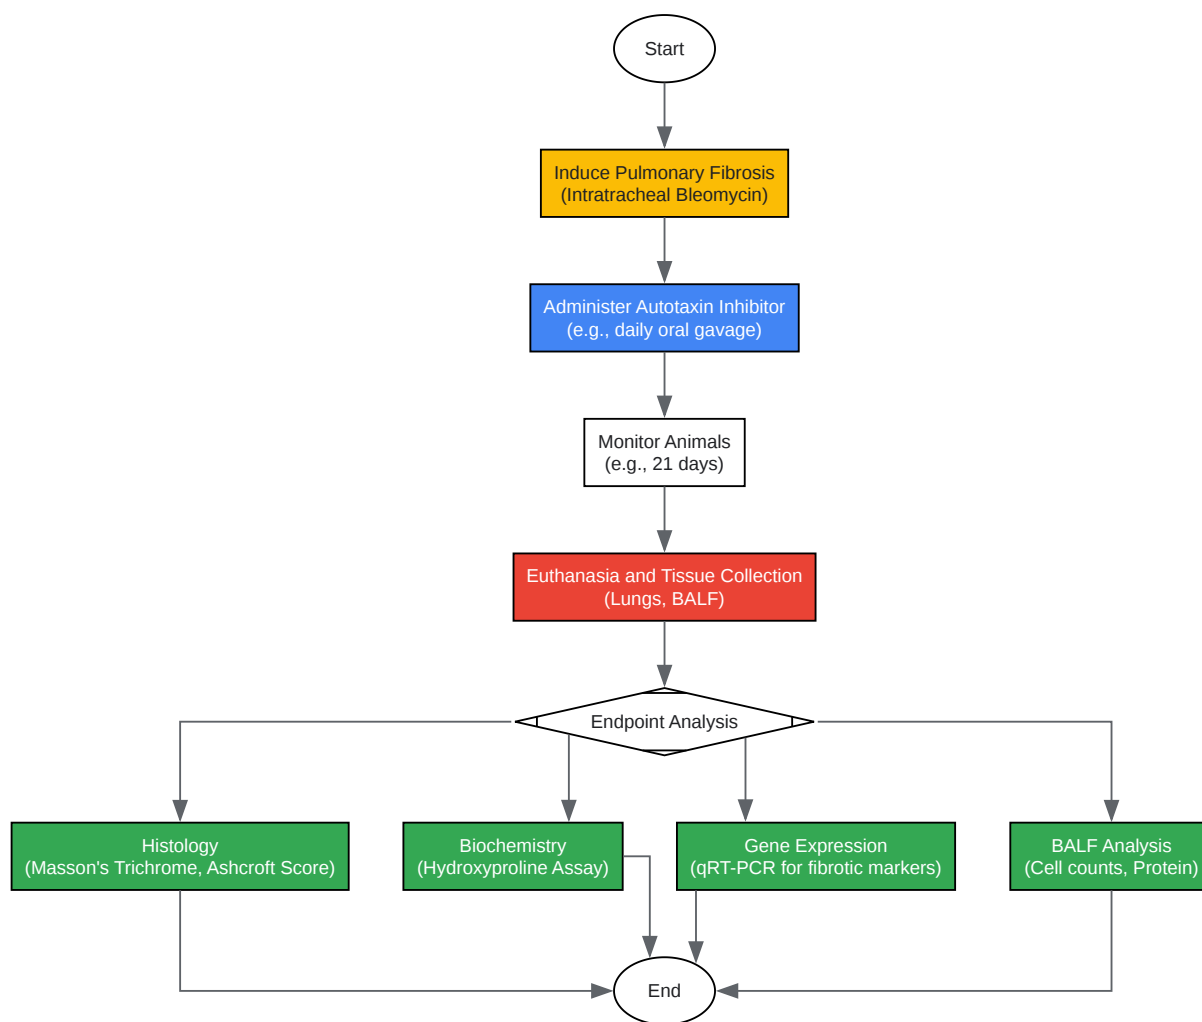 Start
Induce Pulmonary Fibrosis
(Intratracheal Bleomycin)
Administer Autotaxin Inhibitor
(e.g., daily oral gavage)
Monitor Animals
(e.g., 21 days)
Euthanasia and Tissue Collection
(Lungs, BALF)
Endpoint Analysis
Histology
(Masson's Trichrome, Ashcroft Score)
Biochemistry
(Hydroxyproline Assay)
Gene Expression
(qRT-PCR for fibrotic markers)
BALF Analysis
(Cell counts, Protein)
End